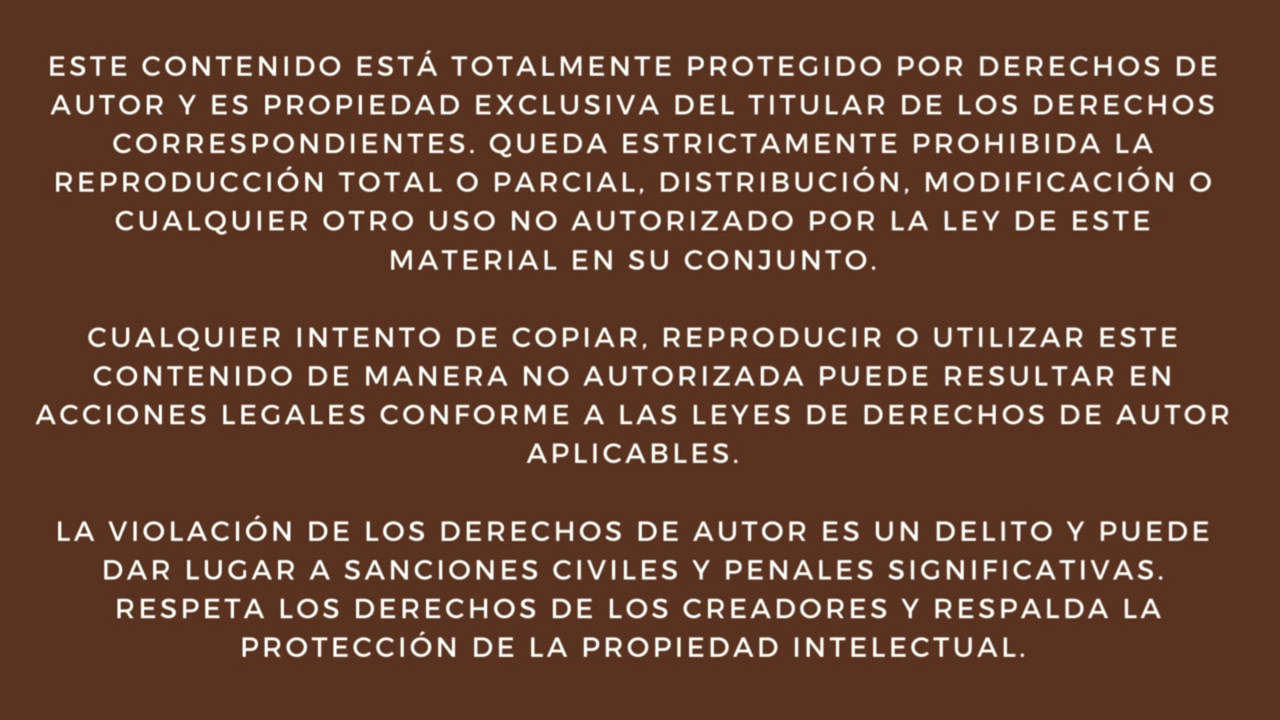 ESTE CONTENIDO ESTÁ TOTALMENTE PROTEGIDO POR DERECHOS DE
AUTOR Y ES PROPIEDAD EXCLUSIVA DEL TITULAR DE LOS DERECHOS
CORRESPONDIENTES. QUEDA ESTRICTAMENTE PROHIBIDA LA
REPRODUCCIÓN TOTAL O PARCIAL, DISTRIBUCIÓN, MODIFICACIÓN O
CUALQUIER OTRO USO NO AUTORIZADO POR LA LEY DE ESTE
MATERIAL EN SU CONJUNTO.
CUALQUIER INTENTO DE COPIAR, REPRODUCIR O UTILIZAR ESTE
CONTENIDO DE MANERA NO AUTORIZADA PUEDE RESULTAR EN
ACCIONES LEGALES CONFORME A LAS LEYES DE DERECHOS DE AUTOR
APLICABLES.
LA VIOLACIÓN DE LOS DERECHOS DE AUTOR ES UN DELITO Y PUEDE
DAR LUGAR A SANCIONES CIVILES Y PENALES SIGNIFICATIVAS.
RESPETA LOS DERECHOS DE LOS CREADORES Y RESPALDA LA
PROTECCIÓN DE LA PROPIEDAD INTELECTUAL.